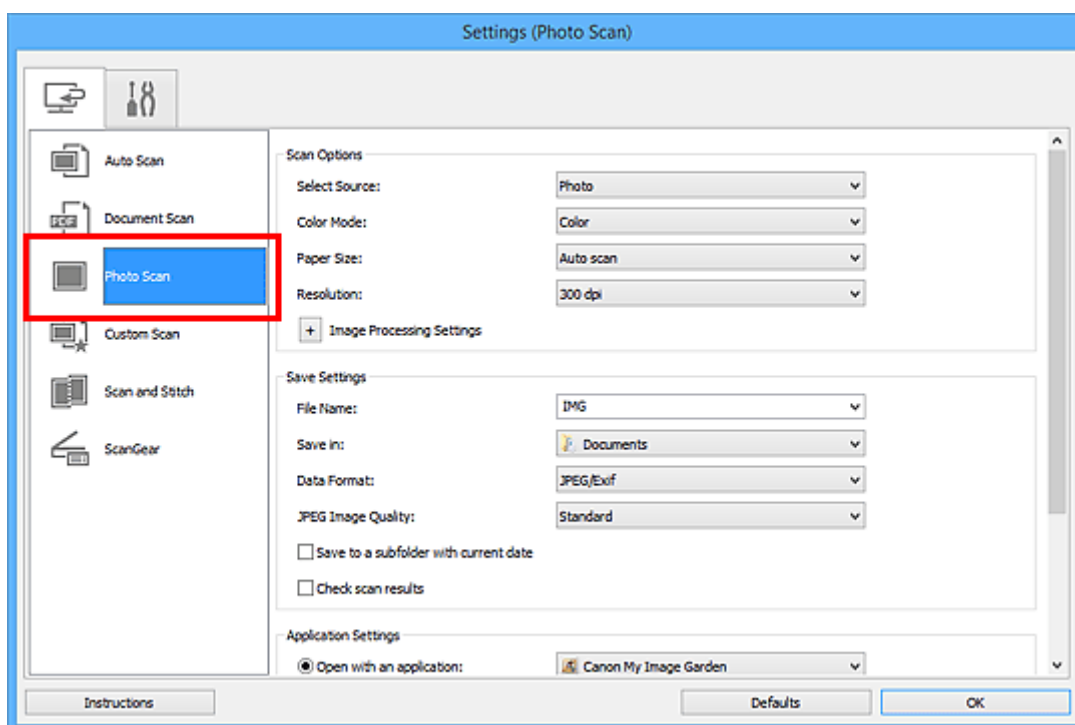 Settings (Photo Scan)
Auto Scan
Document Scan
Photo Scan
Custom Scan
Scan and Stitch
ScanGear
Scan Options
Select Source: Photo
Color Mode: Color
Paper Size: Auto scan
Resolution: 300 dpi
+ Image Processing Settings
Save Settings
File Name: IMG
Save in: Documents
Data Format: JPEG/Exif
JPEG Image Quality: Standard
Save to a subfolder with current date
Check scan results
Application Settings
Open with an application: Canon My Image Garden
Instructions Defaults OK